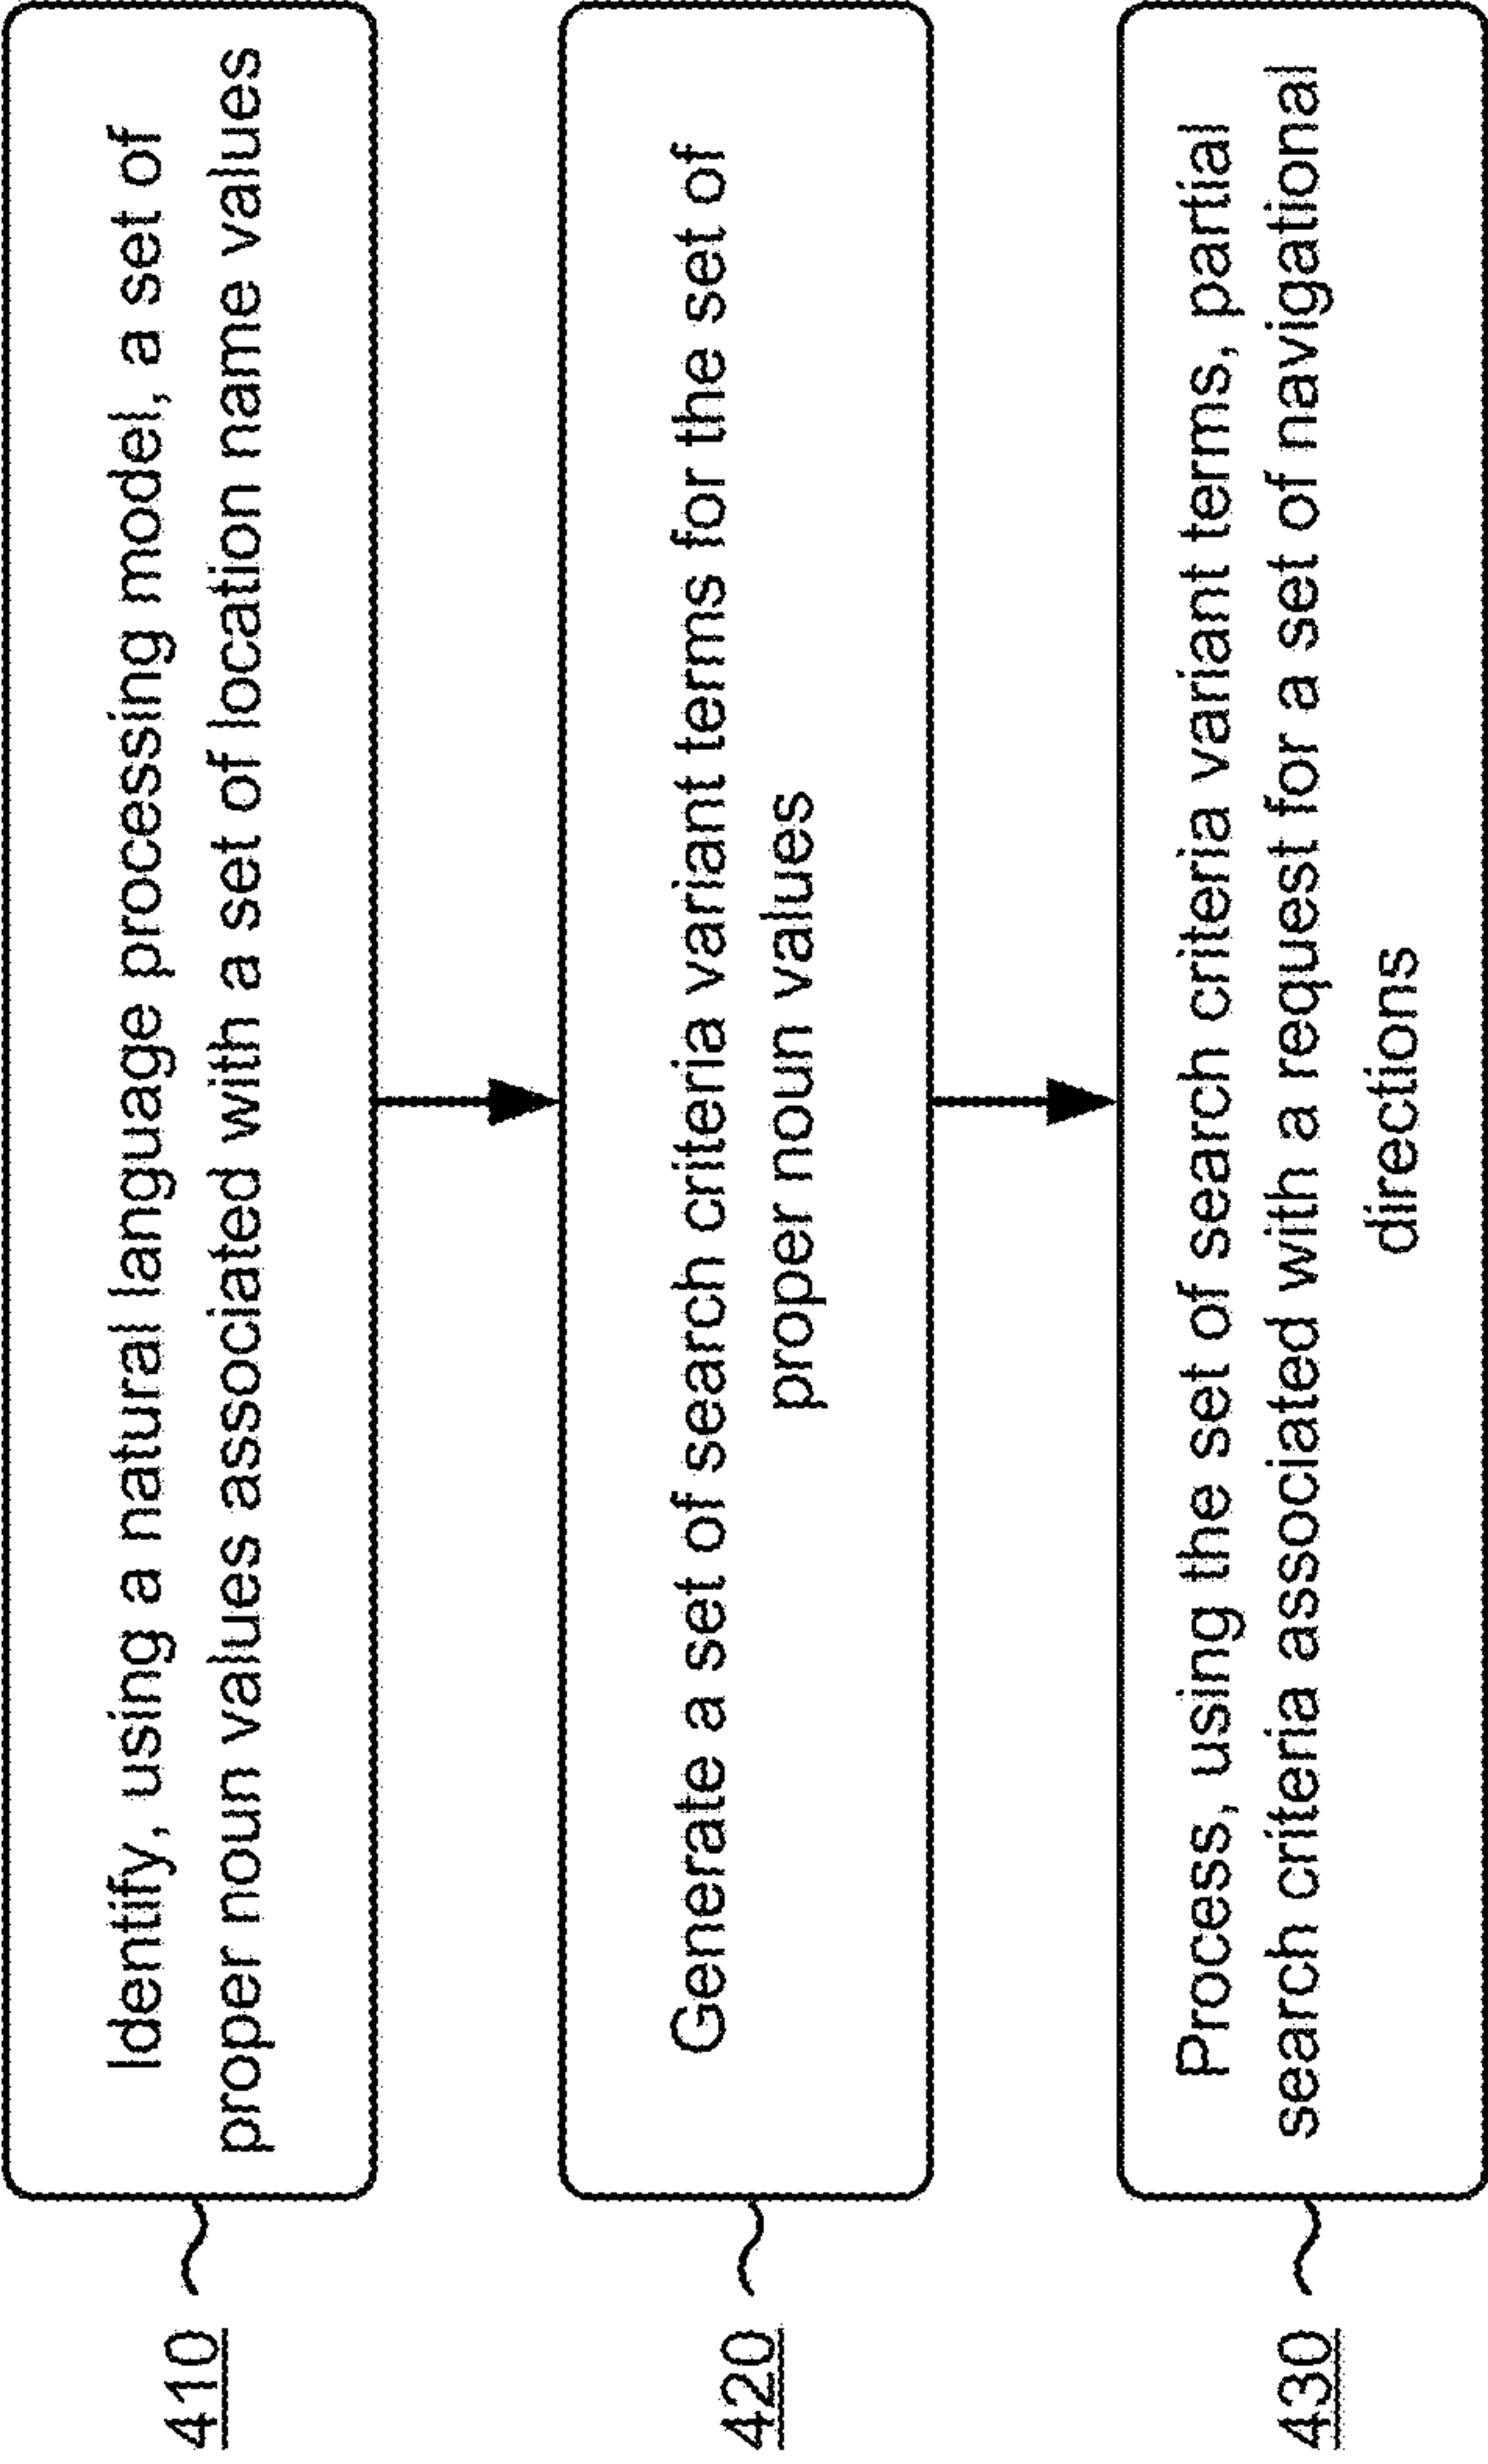 410
Identify, using a natural language processing model, a set of
proper noun values associated with a set of location name values
420
Generate a set of search criteria variant terms for the set of
proper noun values
430
Process, using the set of search criteria variant terms, partial
search criteria associated with a request for a set of navigational
directions